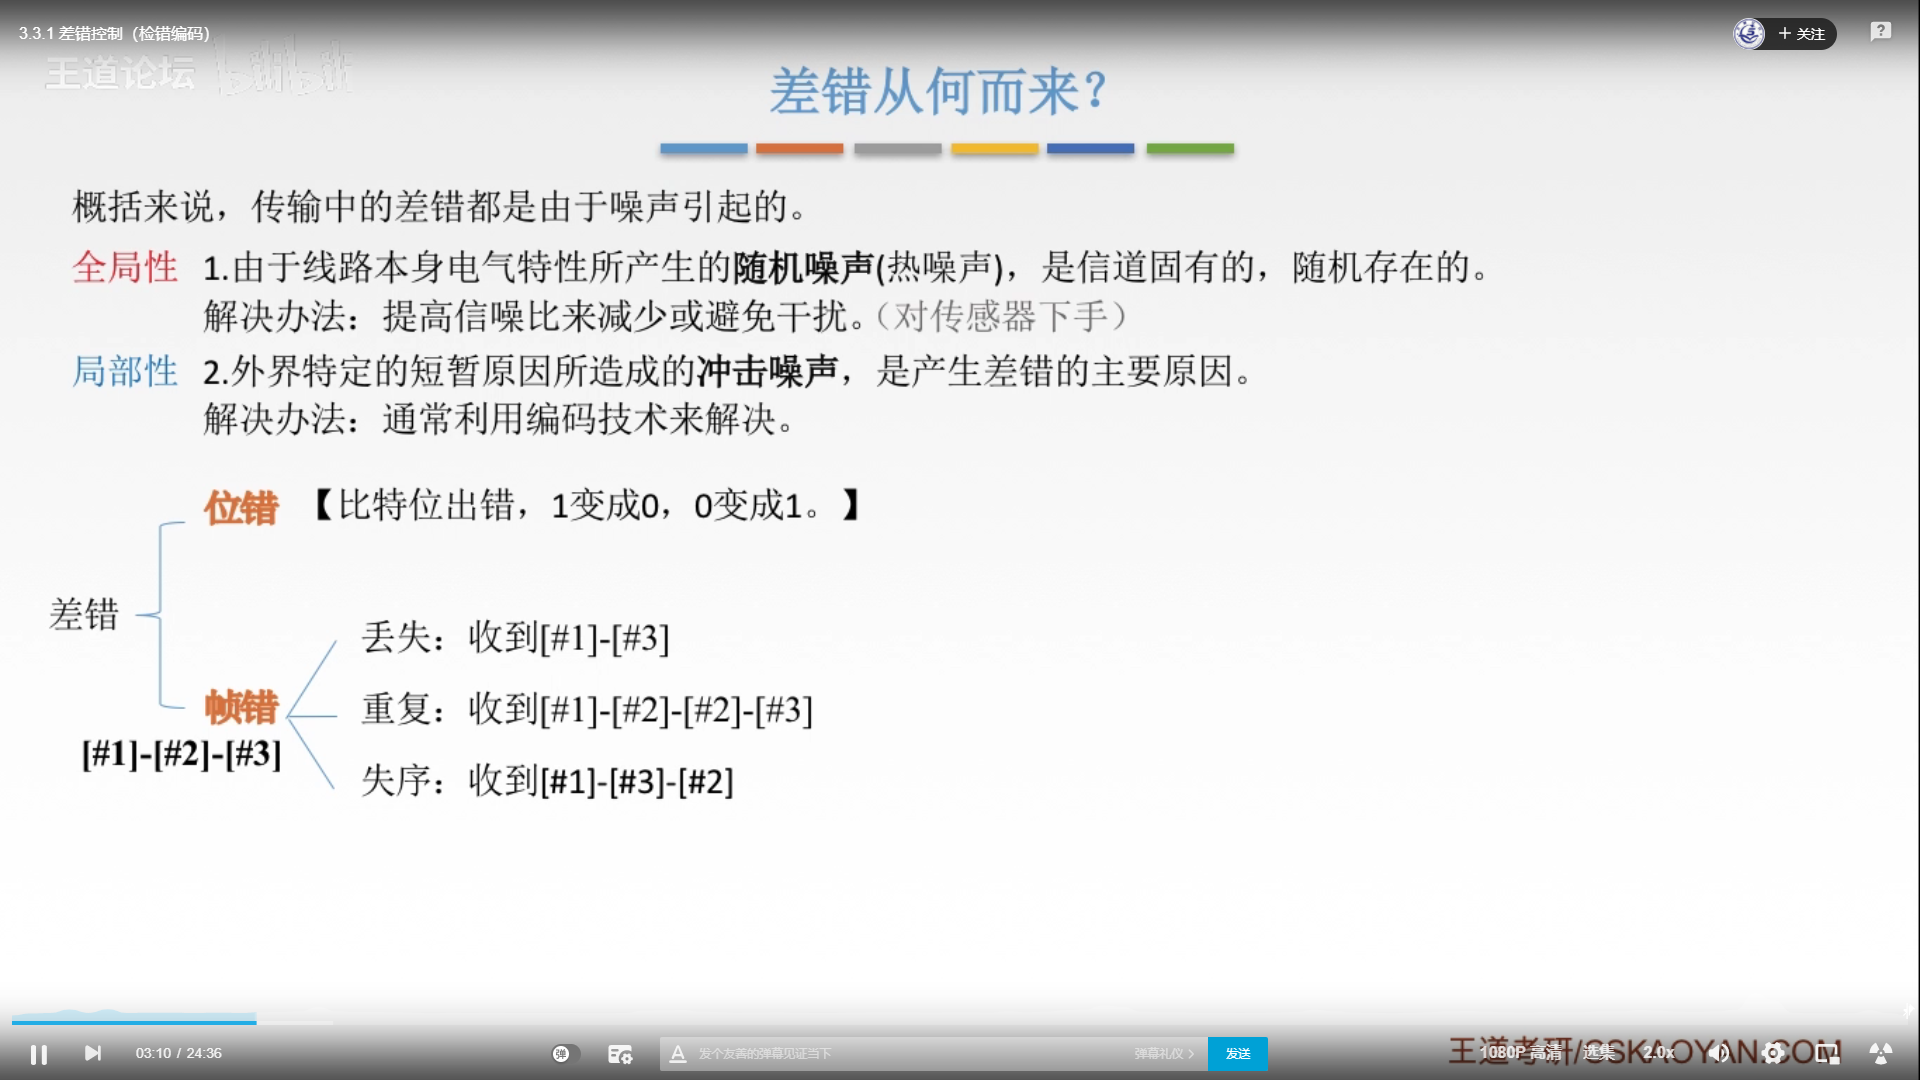 3.3.1 差错控制（检错编码）
+ 关注
王道论坛 bilibili
差错从何而来？
概括来说，传输中的差错都是由于噪声引起的。
全局性 1.由于线路本身电气特性所产生的随机噪声(热噪声)，是信道固有的，随机存在的。
解决办法：提高信噪比来减少或避免干扰。（对传感器下手）
局部性 2.外界特定的短暂原因所造成的冲击噪声，是产生差错的主要原因。
解决办法：通常利用编码技术来解决。
位错 【比特位出错，1变成0，0变成1。】
差错
丢失：收到[#1]-[#3]
帧错 重复：收到[#1]-[#2]-[#2]-[#3]
[#1]-[#2]-[#3]
失序：收到[#1]-[#3]-[#2]
03:10 / 24:36
弹
A 发个友善的弹幕见证当下 弹幕礼仪 > 发送
王道考研/CSKAOYAN.COM
1080P 高清 选集 2.0x